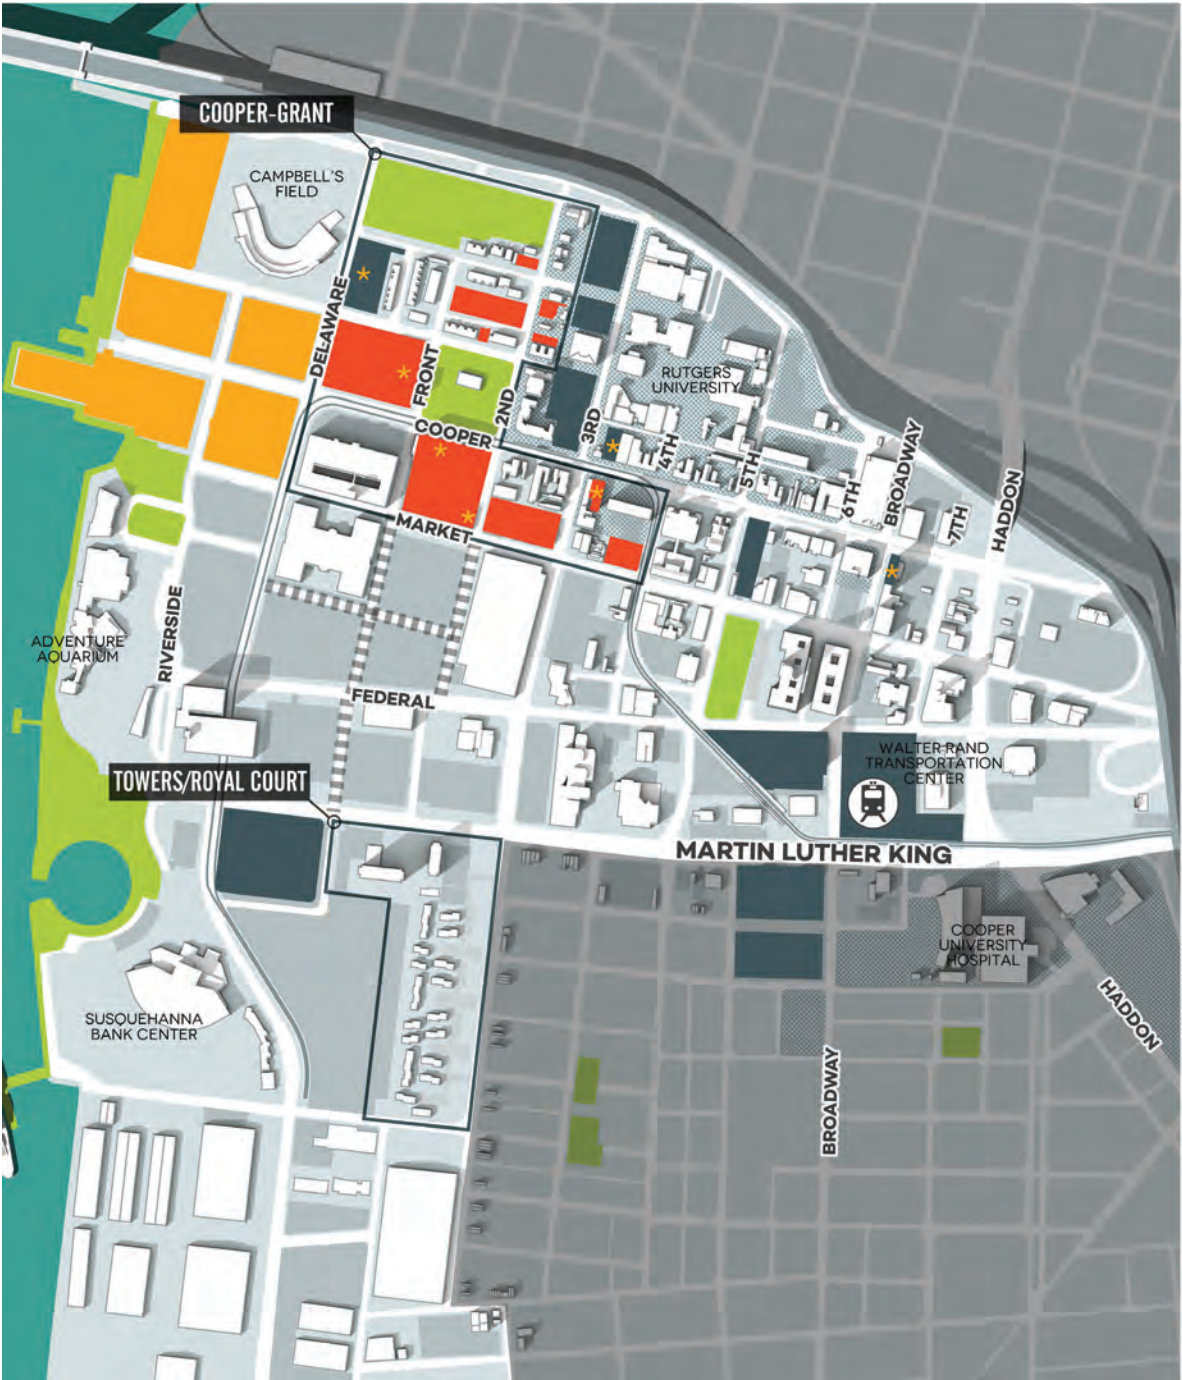 COOPER-GRANT
CAMPBELL'S
FIELD
DELAWARE
FRONT
2ND
3RD
COOPER
4TH
RUTGERS
UNIVERSITY
5TH
6TH
BROADWAY
7TH
HADDON
MARKET
RIVERSIDE
ADVENTURE
AQUARIUM
FEDERAL
WALTER RAND
TRANSPORTATION
CENTER
TOWERS/ROYAL COURT
MARTIN LUTHER KING
COOPER
UNIVERSITY
HOSPITAL
HADDON
SUSQUEHANNA
BANK CENTER
BROADWAY